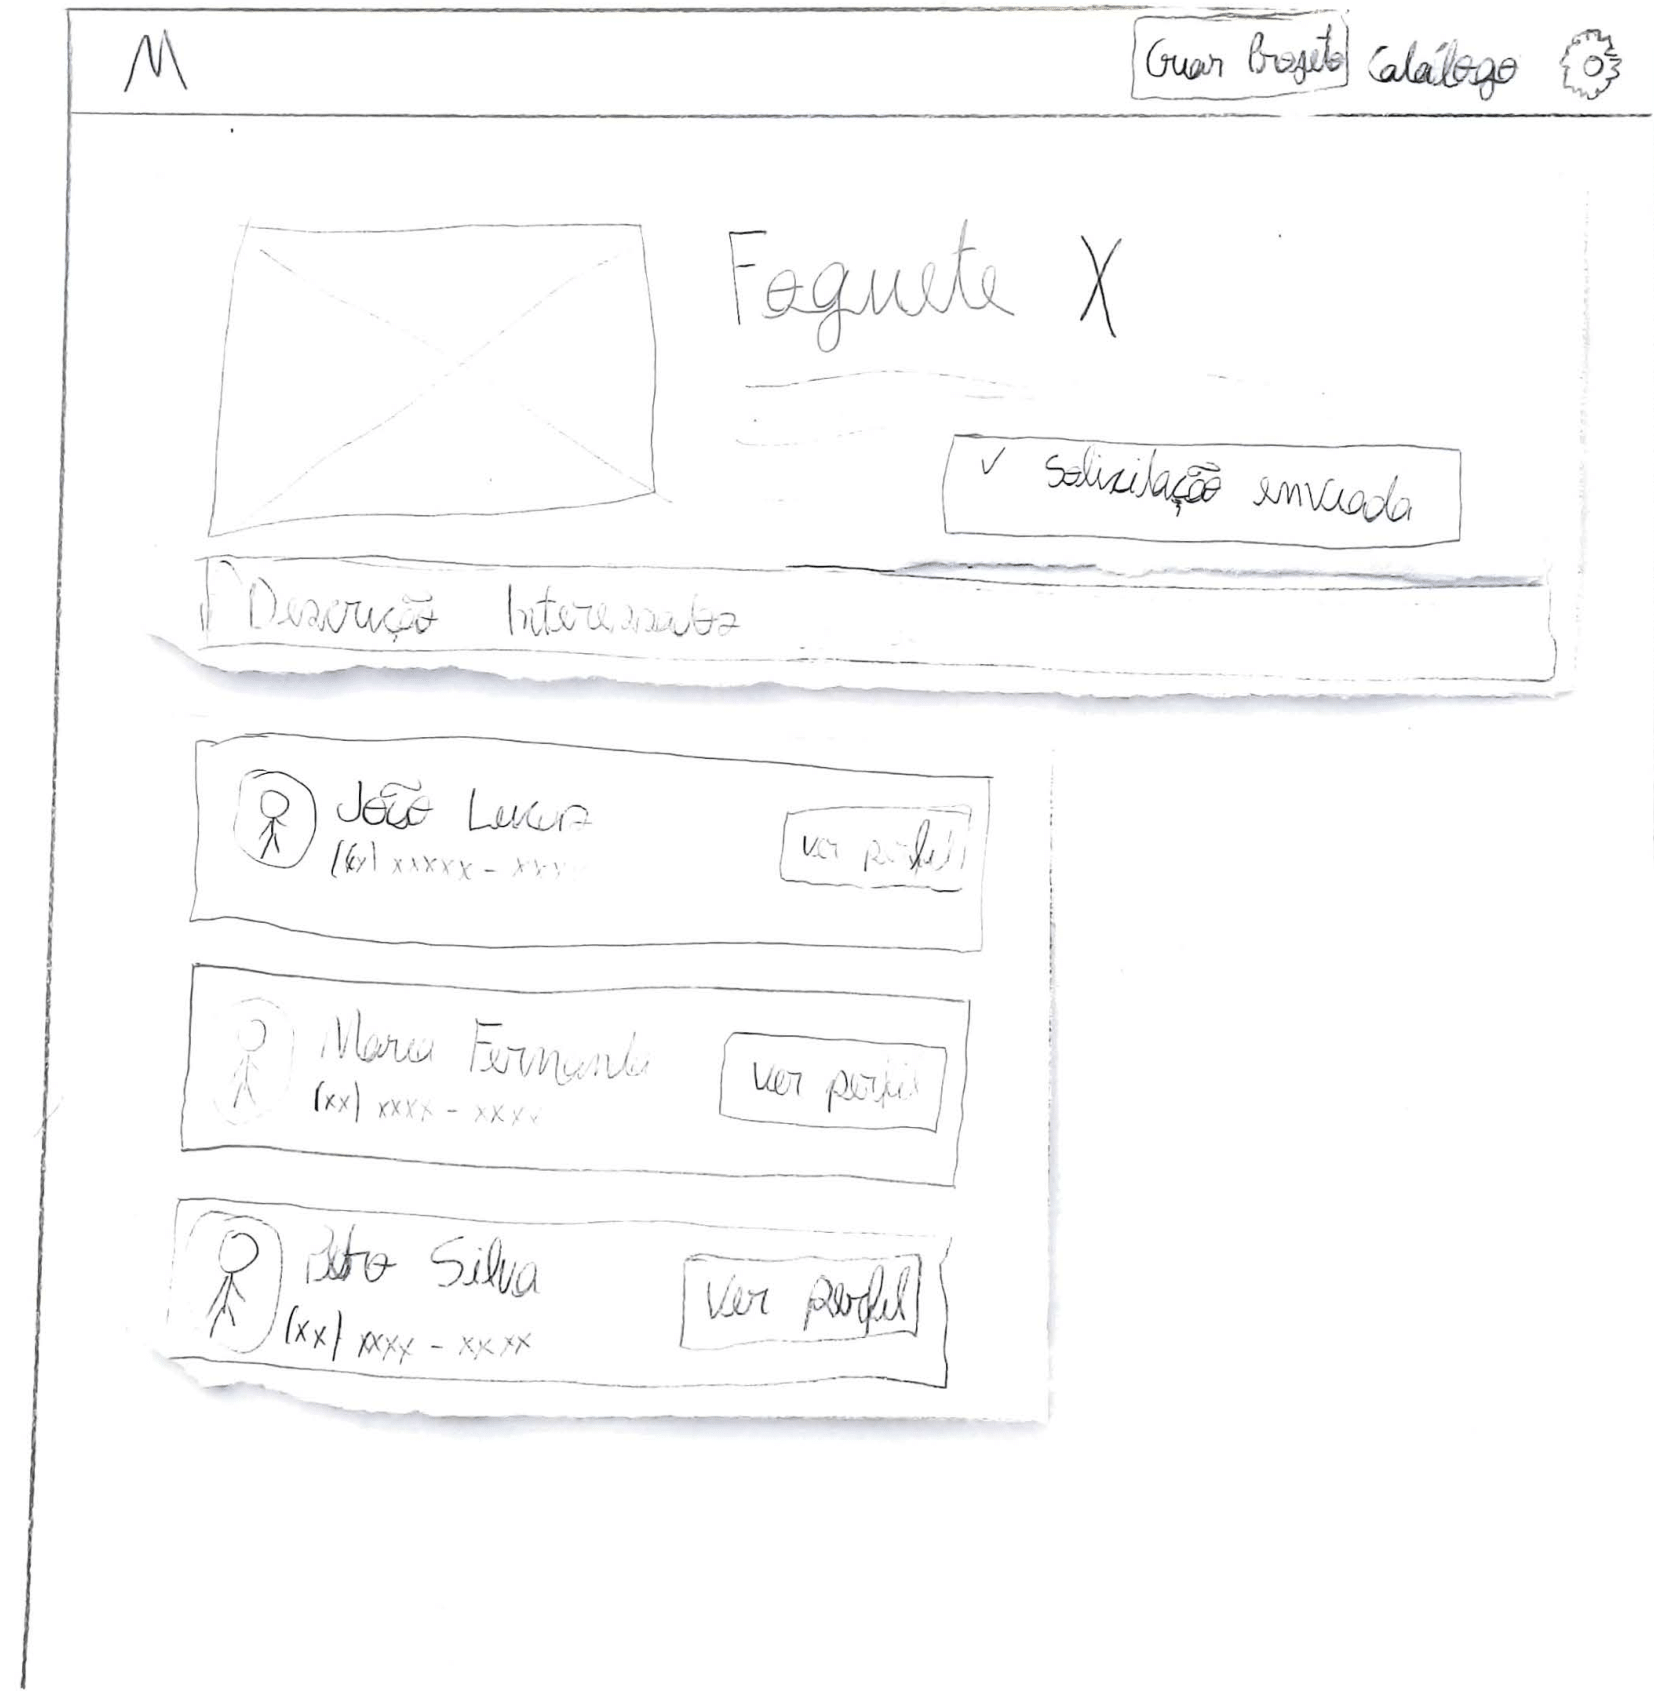 M
Criar Projeto Catálogo
Foguete X
✓ Solicitação enviada
Descrição Interessados
João Lucas
(xx) xxxxx - xxxx
ver perfil
Maria Fernanda
(xx) xxxx - xxxx
ver perfil
Beto Silva
(xx) xxxx - xxxx
ver perfil